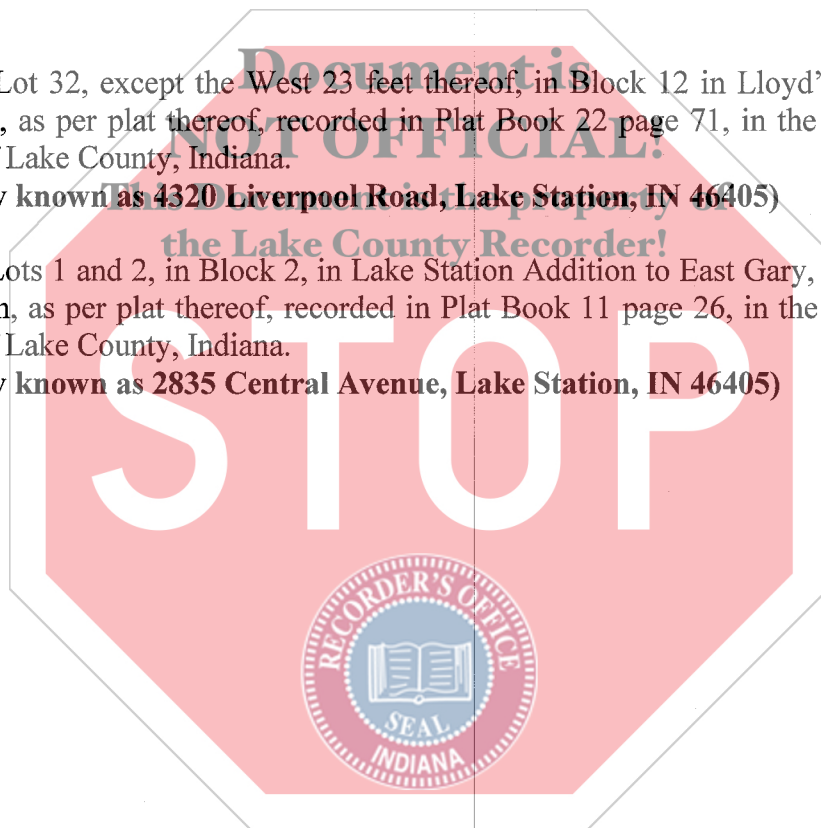 Document is
Lot 32, except the West 23 feet thereof, in Block 12 in Lloyd’
, as per plat thereof, recorded in Plat Book 22 page 71, in the
NOT OFFICIAL!
Lake County, Indiana.
known as 4320 Liverpool Road, Lake Station, IN 46405)
This Document is the property of
the Lake County Recorder!
Lots 1 and 2, in Block 2, in Lake Station Addition to East Gary,
, as per plat thereof, recorded in Plat Book 11 page 26, in the
Lake County, Indiana.
known as 2835 Central Avenue, Lake Station, IN 46405)
STOP
RECORDER'S OFFICE
SEAL
INDIANA